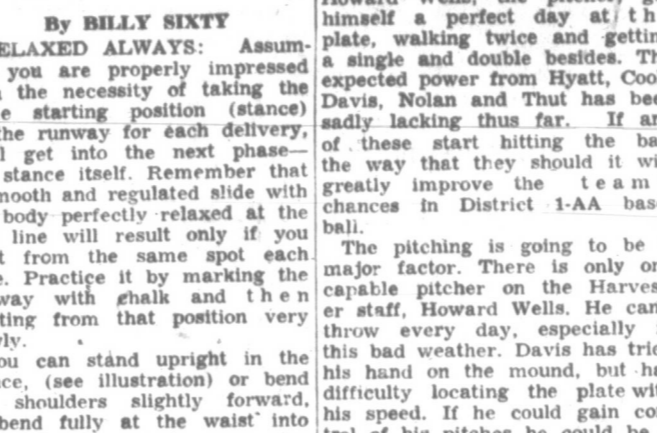 By BILLY SIXTY
ELAXED ALWAYS: Assum-
you are properly impressed
the necessity of taking the
e starting position (stance)
the runway for each delivery,
l get into the next phase—
stance itself. Remember that
mooth and regulated slide with
body perfectly relaxed at the
line will result only if you
t from the same spot each
e. Practice it by marking the
way with chalk and then
ting from that position very
ly.
ou can stand upright in the
ce, (see illustration) or bend
shoulders slightly forward,
bend fully at the waist into
himself a perfect day at th
plate, walking twice and gettin
a single and double besides. Th
expected power from Hyatt, Coo
Davis, Nolan and Thut has bee
sadly lacking thus far. If an
of these start hitting the ba
the way that they should it wi
greatly improve the team
chances in District 1-AA base
ball.
The pitching is going to be
major factor. There is only on
capable pitcher on the Harves
er staff, Howard Wells. He can
throw every day, especially
this bad weather. Davis has trie
his hand on the mound, but ha
difficulty locating the plate wit
his speed. If he could gain co